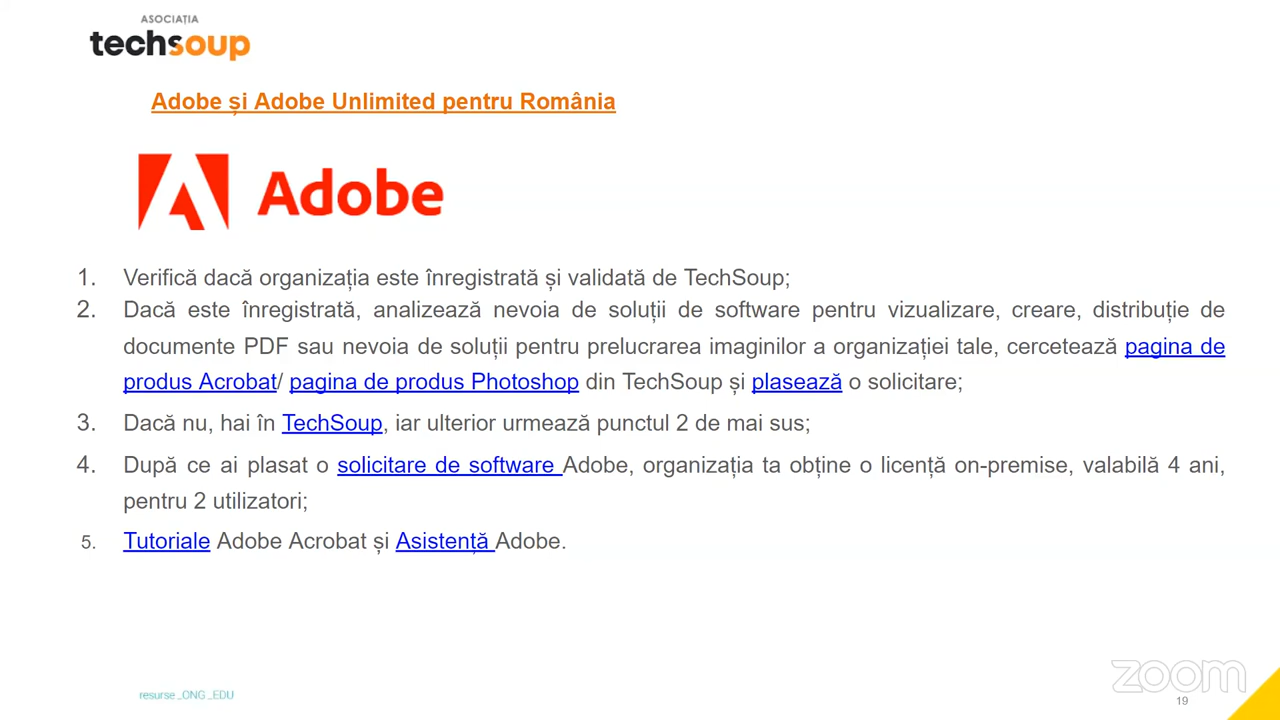 ASOCIAȚIA
techsoup
Adobe și Adobe Unlimited pentru România
Adobe
1. Verifică dacă organizația este înregistrată și validată de TechSoup;
2. Dacă este înregistrată, analizează nevoia de soluții de software pentru vizualizare, creare, distribuție de
documente PDF sau nevoia de soluții pentru prelucrarea imaginilor a organizației tale, cercetează pagina de
produs Acrobat/ pagina de produs Photoshop din TechSoup și plasează o solicitare;
3. Dacă nu, hai în TechSoup, iar ulterior urmează punctul 2 de mai sus;
4. După ce ai plasat o solicitare de software Adobe, organizația ta obține o licență on-premise, valabilă 4 ani,
pentru 2 utilizatori;
5. Tutoriale Adobe Acrobat și Asistență Adobe.
resurse_ONG_EDU
zoom
19